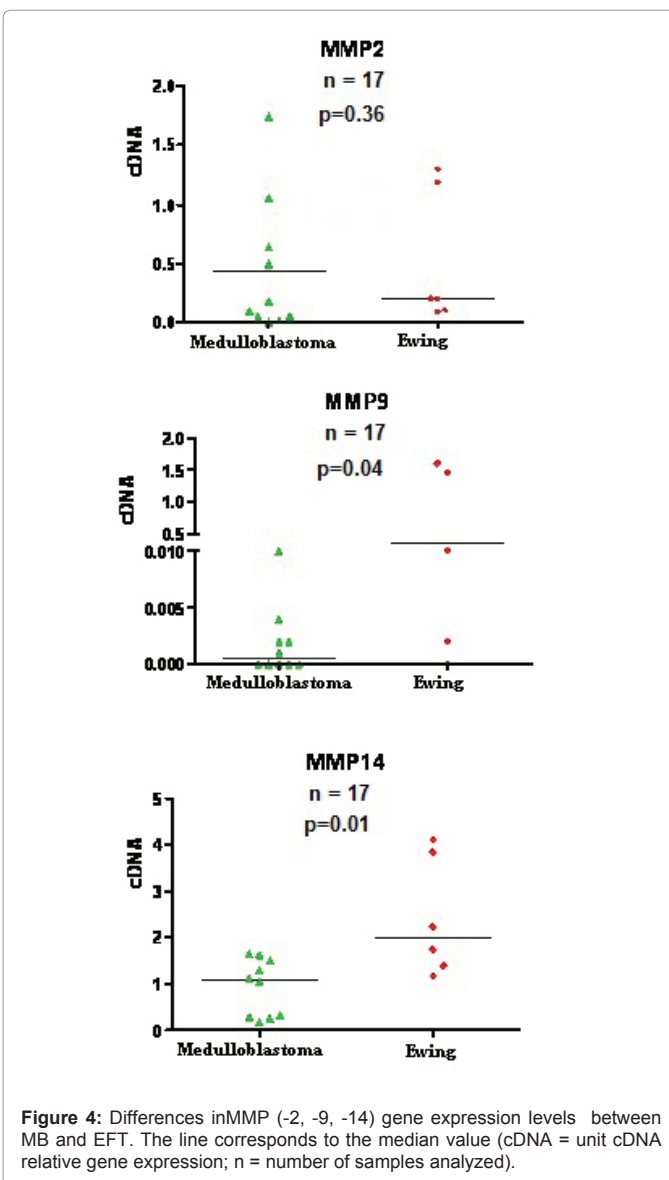 MMP2
n = 17
p=0.36
2.0
1.5
1.0
0.5
0.0
cDNA
Medulloblastoma Ewing
MMP9
n = 17
p=0.04
2.0
1.5
1.0
0.5
0.010
0.005
0.000
cDNA
Medulloblastoma Ewing
MMP14
n = 17
p=0.01
5
4
3
2
1
0
cDNA
Medulloblastoma Ewing
Figure 4: Differences inMMP (-2, -9, -14) gene expression levels between
MB and EFT. The line corresponds to the median value (cDNA = unit cDNA
relative gene expression; n = number of samples analyzed).